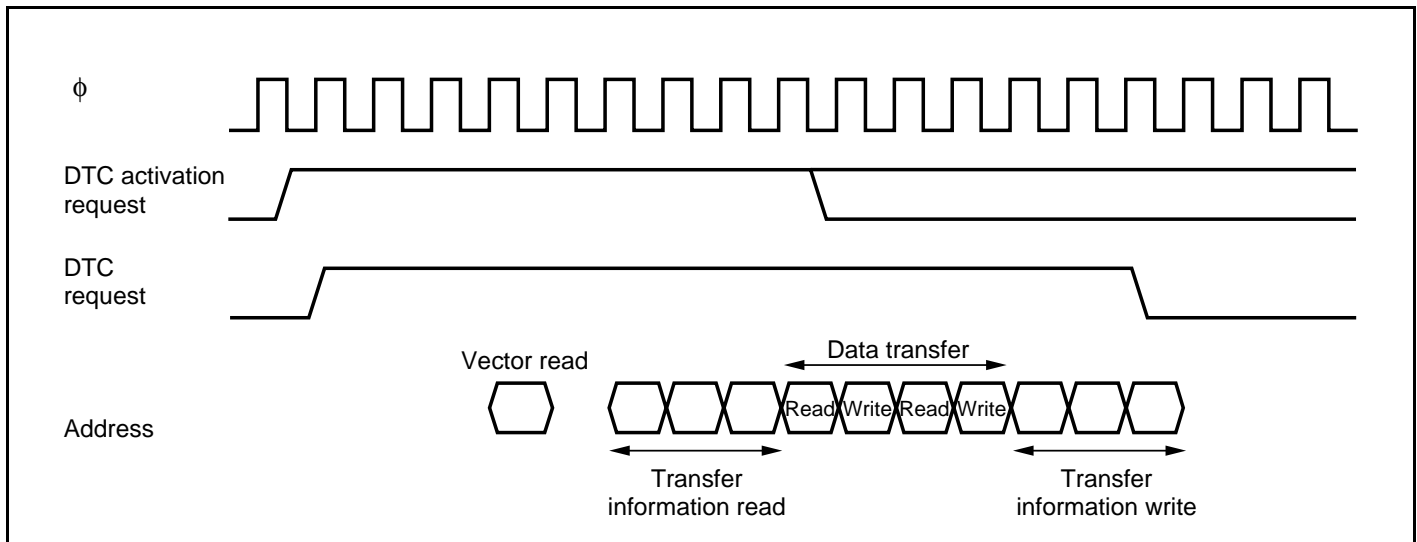 ϕ
DTC activation
request
DTC
request
Data transfer
Vector read
Read Write Read Write
Address
Transfer
information read
Transfer
information write